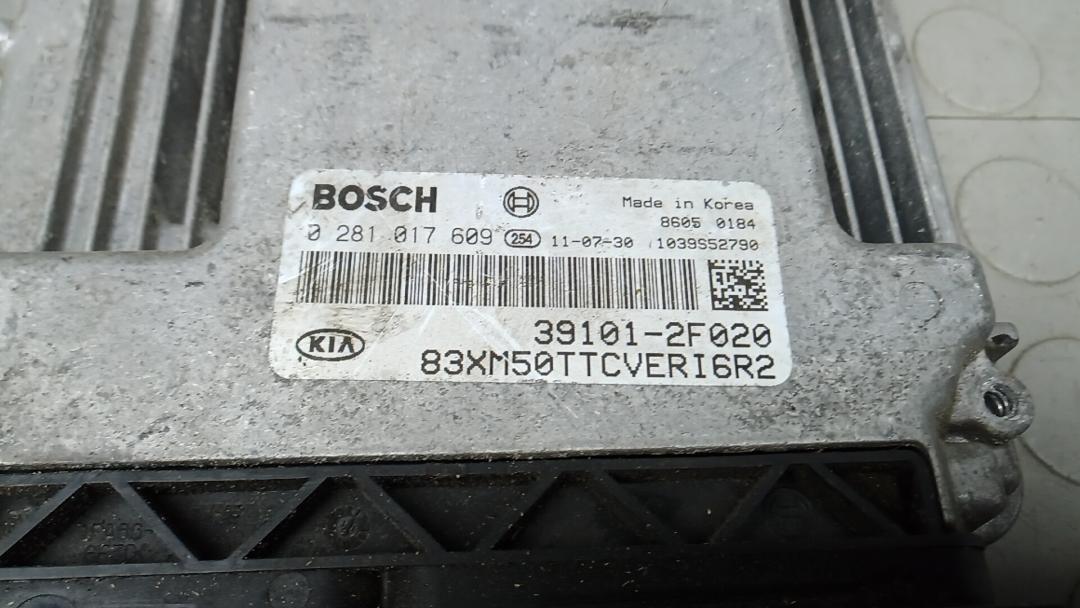 BOSCH
Made in Korea
8605 0184
0 281 017 609 254 11-07-30 1039S52790
39101-2F020
KIA
83XM50TTCVERI6R2